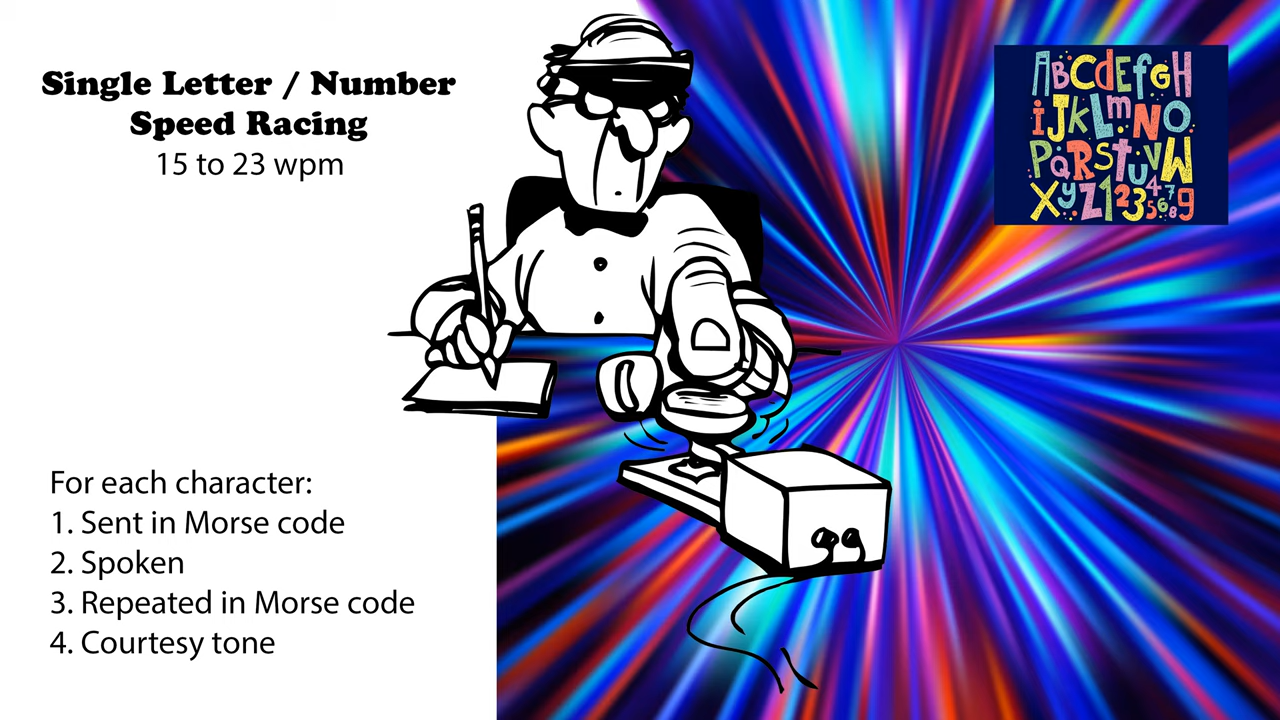 Single Letter / Number
Speed Racing
15 to 23 wpm
ABCdEfGH
iJKLmNO
PQRStuVW
XyZ123456789
For each character:
1. Sent in Morse code
2. Spoken
3. Repeated in Morse code
4. Courtesy tone